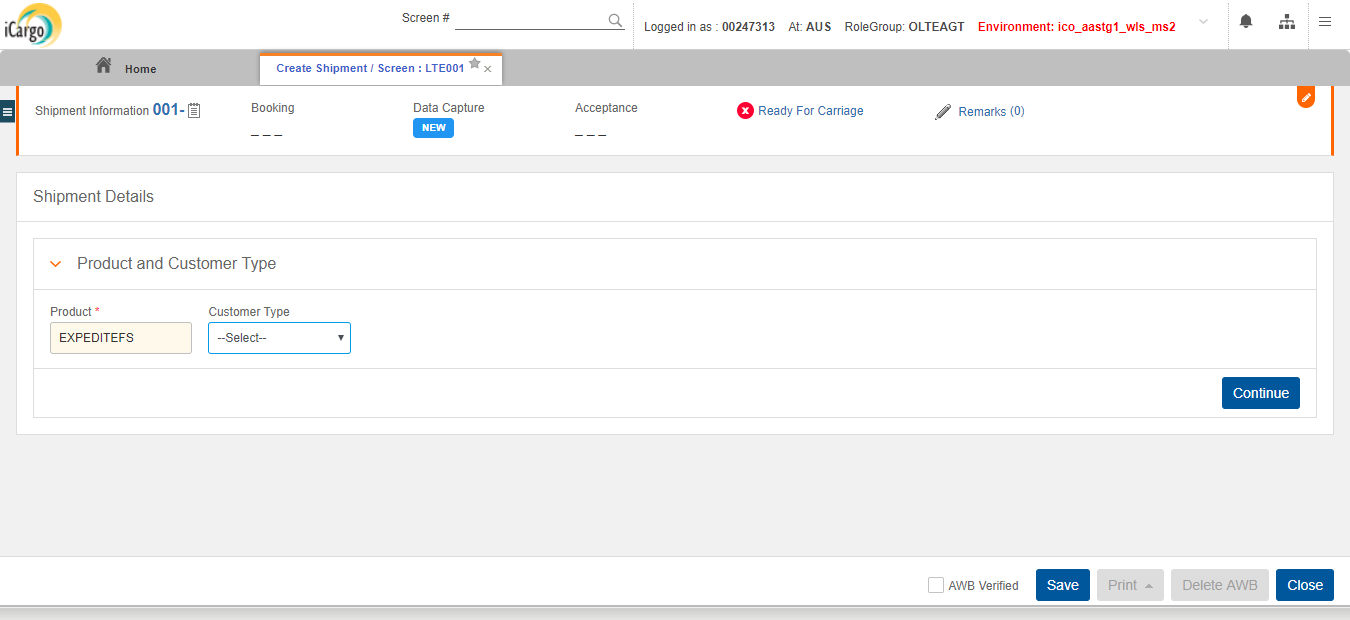 iCargo
Screen #
Logged in as : 00247313 At: AUS RoleGroup: OLTEAGT Environment: ico_aastg1_wls_ms2
Home
Create Shipment / Screen : LTE001
Shipment Information 001-
Booking
_ _ _
Data Capture
NEW
Acceptance
_ _ _
Ready For Carriage
Remarks (0)
Shipment Details
Product and Customer Type
Product *
Customer Type
EXPEDITEFS
--Select--
Continue
AWB Verified
Save
Print
Delete AWB
Close